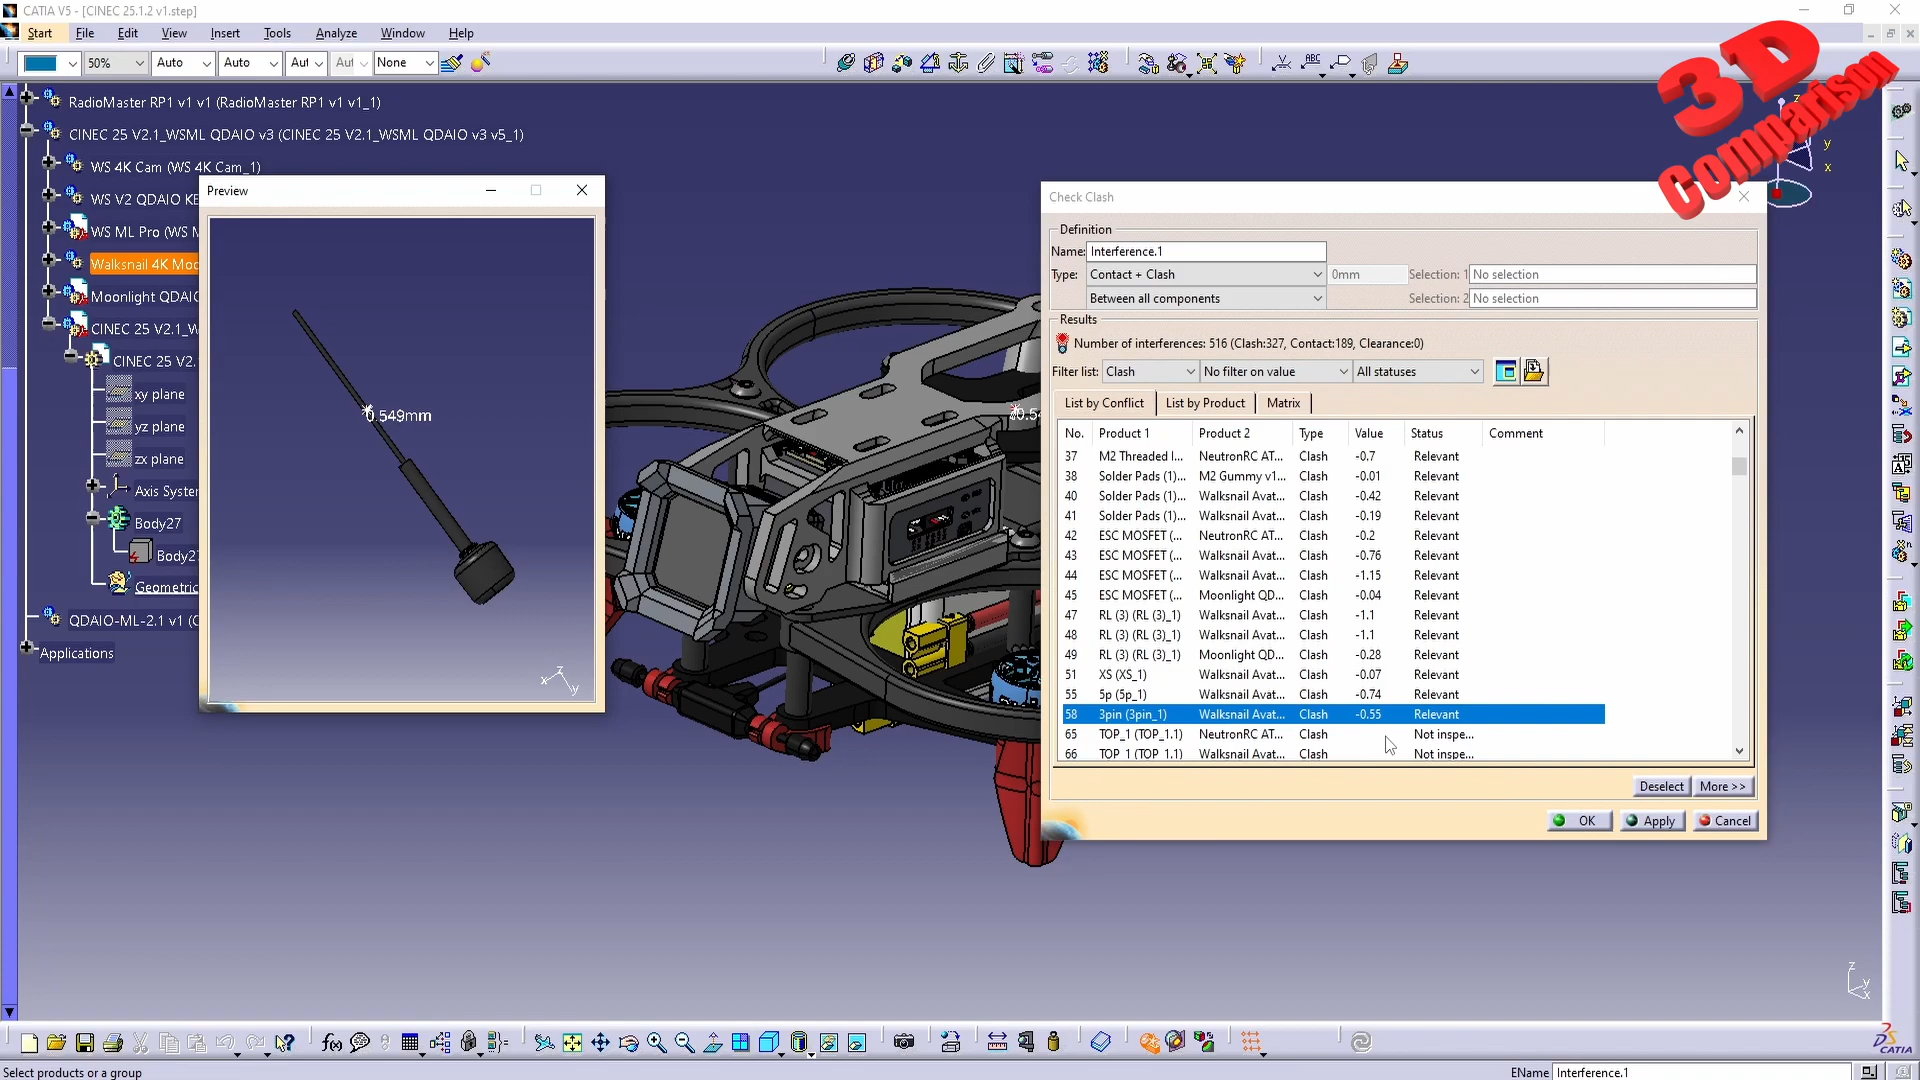 CATIA V5 - [CINEC 25.1.2 v1.step]
Start File Edit View Insert Tools Analyze Window Help
50% Auto Auto Aut Aut None
3D
Comparison
RadioMaster RP1 v1 v1 (RadioMaster RP1 v1 v1_1)
CINEC 25 V2.1_WSML QDAIO v3 (CINEC 25 V2.1_WSML QDAIO v3 v5_1)
WS 4K Cam (WS 4K Cam_1)
WS V2 QDAIO KE
WS ML Pro (WS M
Walksnail 4K Moo
Moonlight QDAIO
CINEC 25 V2.1_W
CINEC 25 V2.
xy plane
yz plane
zx plane
Axis System
Body27
Body27
Geometric
QDAIO-ML-2.1 v1 (C
Applications
Preview
0.549mm
x z y
Check Clash
Definition
Name: Interference.1
Type: Contact + Clash 0mm Selection: 1 No selection
Between all components Selection: 2 No selection
Results
Number of interferences: 516 (Clash:327, Contact:189, Clearance:0)
Filter list: Clash No filter on value All statuses
List by Conflict List by Product Matrix
No. Product 1 Product 2 Type Value Status Comment
37 M2 Threaded I... NeutronRC AT... Clash -0.7 Relevant
38 Solder Pads (1)... M2 Gummy v1... Clash -0.01 Relevant
40 Solder Pads (1)... Walksnail Avat... Clash -0.42 Relevant
41 Solder Pads (1)... Walksnail Avat... Clash -0.19 Relevant
42 ESC MOSFET (... NeutronRC AT... Clash -0.2 Relevant
43 ESC MOSFET (... Walksnail Avat... Clash -0.76 Relevant
44 ESC MOSFET (... Walksnail Avat... Clash -1.15 Relevant
45 ESC MOSFET (... Moonlight QD... Clash -0.04 Relevant
47 RL (3) (RL (3)_1) Walksnail Avat... Clash -1.1 Relevant
48 RL (3) (RL (3)_1) Walksnail Avat... Clash -1.1 Relevant
49 RL (3) (RL (3)_1) Moonlight QD... Clash -0.28 Relevant
51 XS (XS_1) Walksnail Avat... Clash -0.07 Relevant
55 5p (5p_1) Walksnail Avat... Clash -0.74 Relevant
58 3pin (3pin_1) Walksnail Avat... Clash -0.55 Relevant
65 TOP_1 (TOP_1.1) NeutronRC AT... Clash Not inspe...
66 TOP_1 (TOP_1.1) Walksnail Avat... Clash Not inspe...
Deselect More >>
OK Apply Cancel
z y x
CATIA
Select products or a group
EName Interference.1